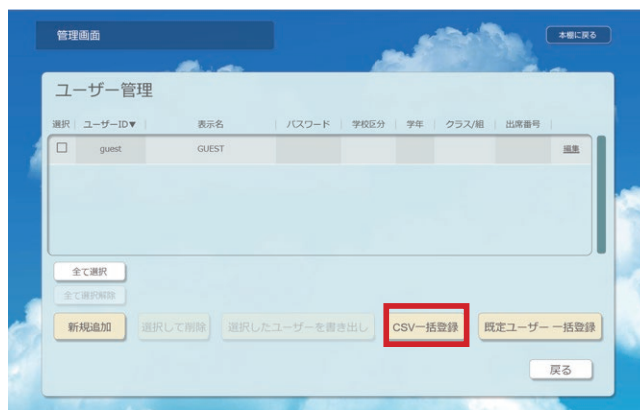 管理画面
本棚に戻る
ユーザー管理
選択 ユーザーID▼ 表示名 パスワード 学校区分 学年 クラス/組 出席番号
guest GUEST 編集
全て選択
全て選択解除
新規追加 選択して削除 選択したユーザーを書き出し CSV一括登録 既定ユーザー 一括登録
戻る